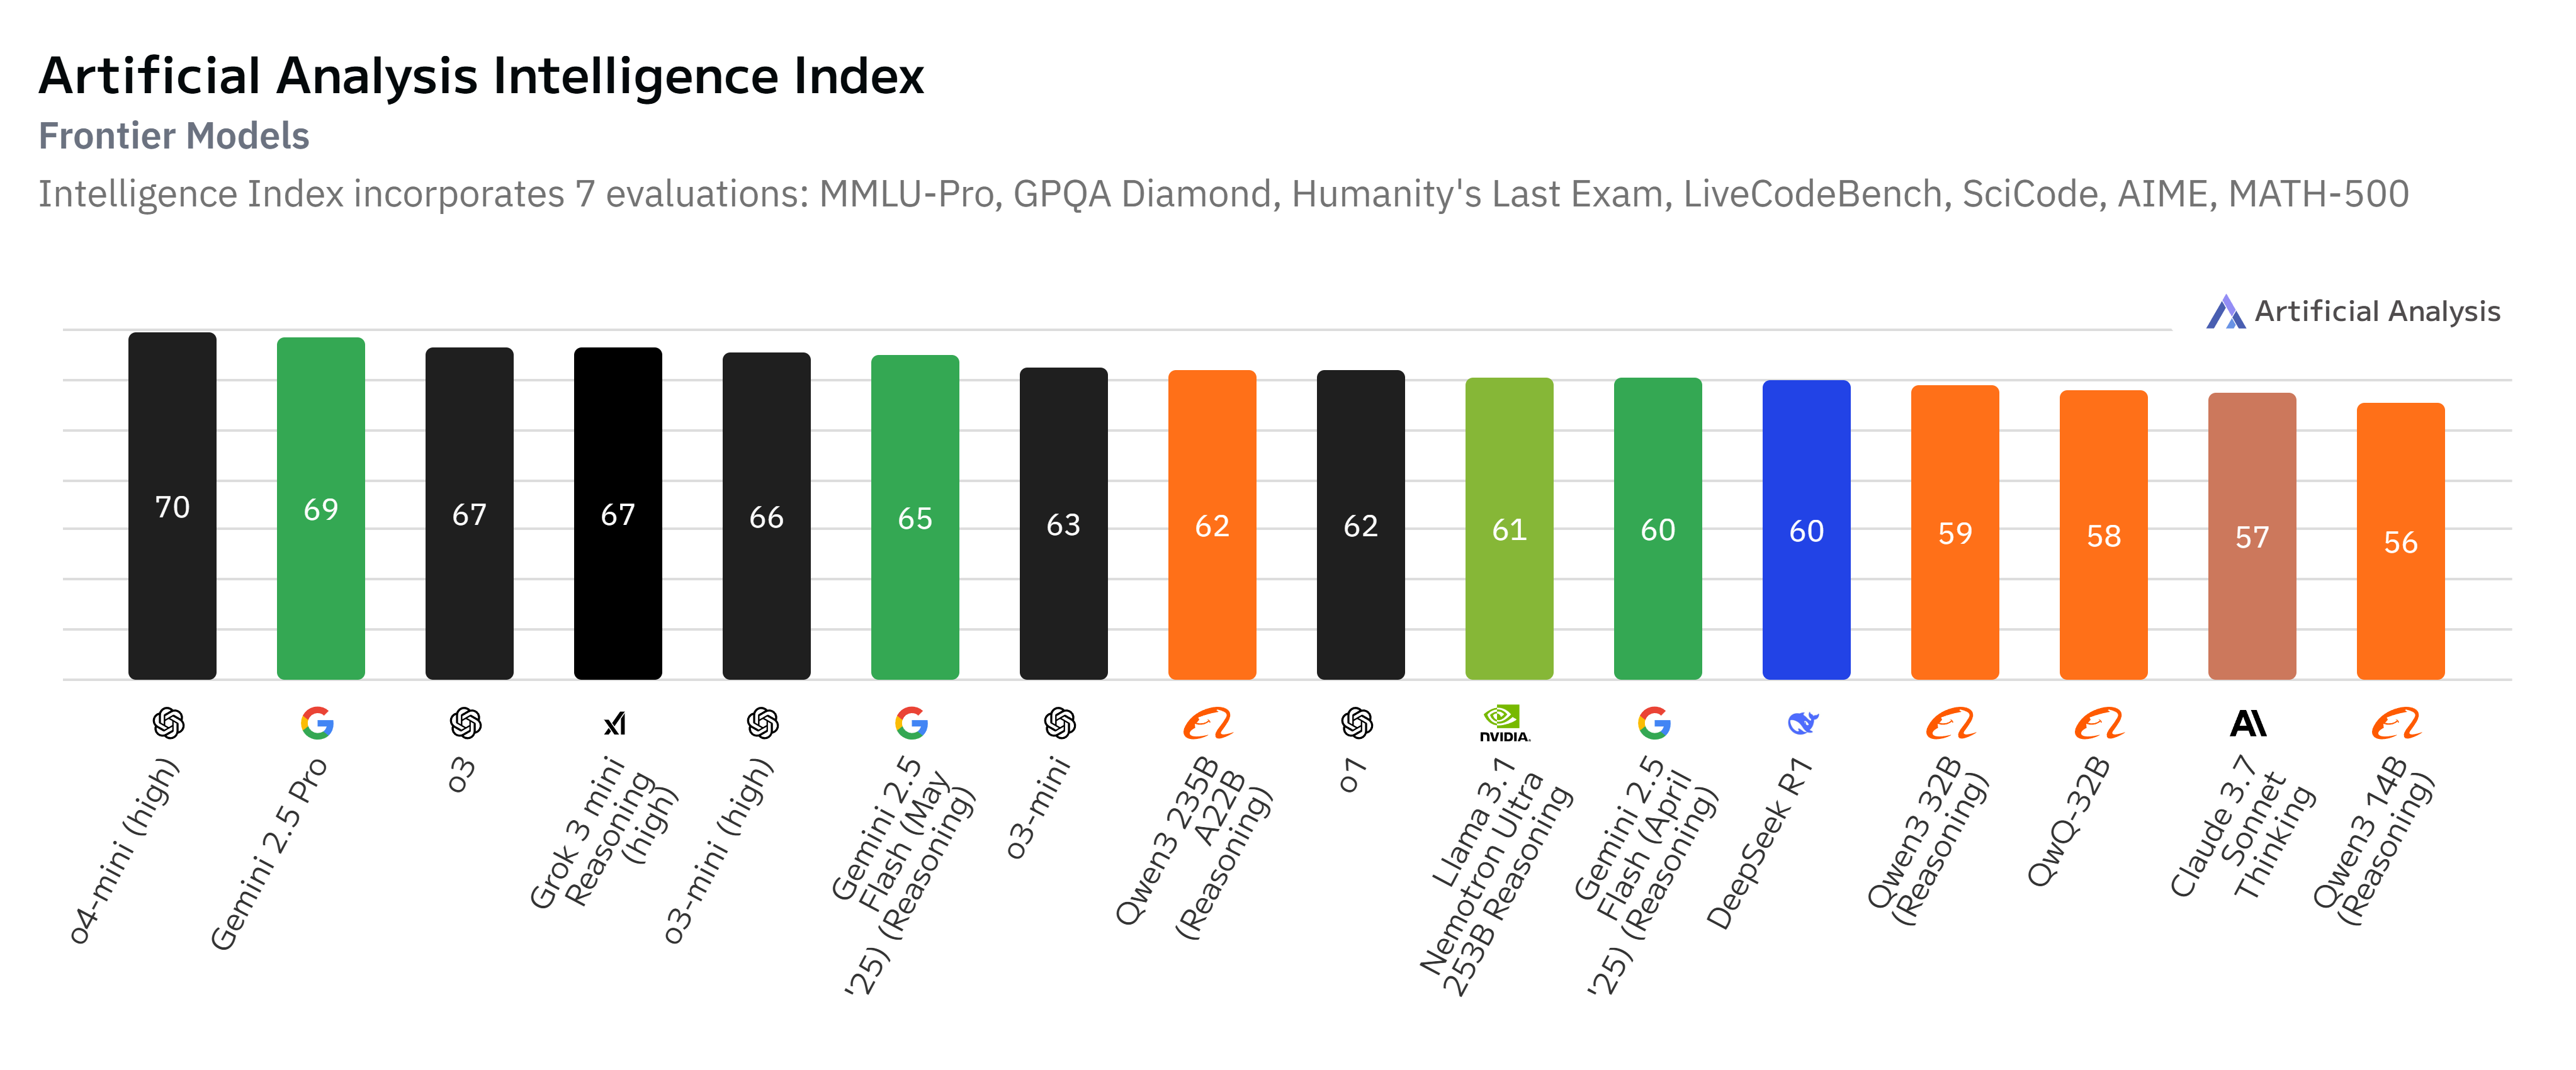 Artificial Analysis Intelligence Index
Frontier Models
Intelligence Index incorporates 7 evaluations: MMLU-Pro, GPQA Diamond, Humanity's Last Exam, LiveCodeBench, SciCode, AIME, MATH-500
Artificial Analysis
70
69
67
67
66
65
63
62
62
61
60
60
59
58
57
56
NVIDIA.
o4-mini (high)
Gemini 2.5 Pro
o3
Grok 3 mini
Reasoning
(high)
o3-mini (high)
Gemini 2.5
Flash (May
'25) (Reasoning)
o3-mini
Qwen3 235B
A22B
(Reasoning)
o1
Llama 3.1
Nemotron Ultra
253B Reasoning
Gemini 2.5
Flash (April
'25) (Reasoning)
DeepSeek R1
Qwen3 32B
(Reasoning)
QwQ-32B
Claude 3.7
Sonnet
Thinking
Qwen3 14B
(Reasoning)